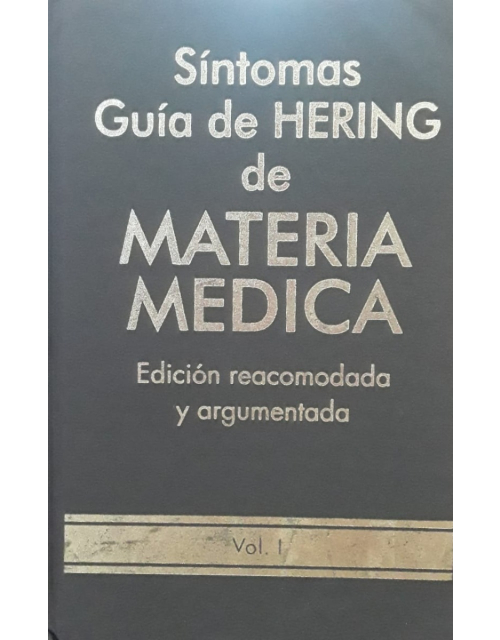 Síntomas
Guía de HERING
de
MATERIA
MEDICA
Edición reacomodada
y argumentada
Vol. I